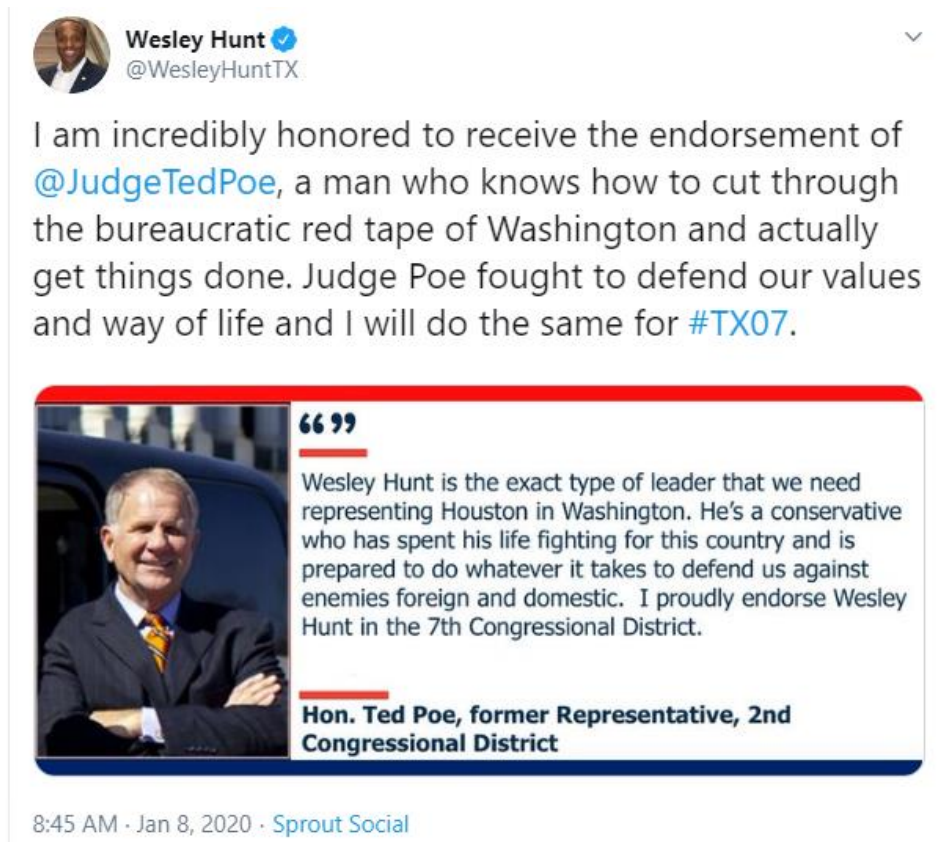 Wesley Hunt
@WesleyHuntTX
I am incredibly honored to receive the endorsement of
@JudgeTedPoe, a man who knows how to cut through
the bureaucratic red tape of Washington and actually
get things done. Judge Poe fought to defend our values
and way of life and I will do the same for #TX07.
“”
Wesley Hunt is the exact type of leader that we need
representing Houston in Washington. He's a conservative
who has spent his life fighting for this country and is
prepared to do whatever it takes to defend us against
enemies foreign and domestic.  I proudly endorse Wesley
Hunt in the 7th Congressional District.
Hon. Ted Poe, former Representative, 2nd
Congressional District
8:45 AM · Jan 8, 2020 · Sprout Social